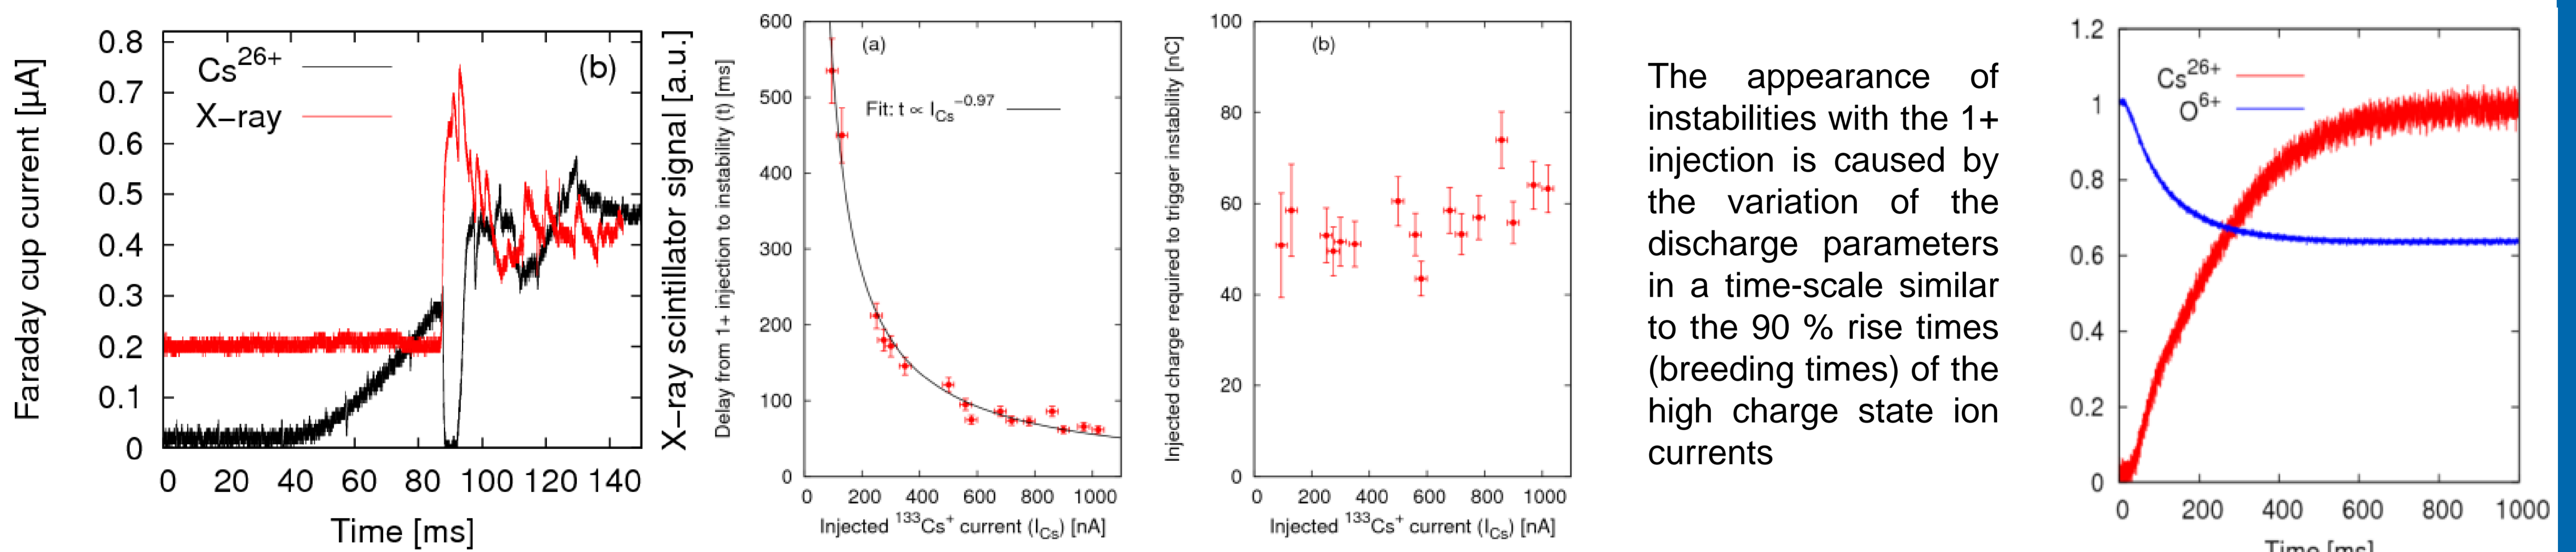 Faraday cup current [µA]
0.8
0.7
0.6
0.5
0.4
0.3
0.2
0.1
0
Cs26+
X−ray
(b)
0 20 40 60 80 100 120 140
Time [ms]
X−ray scintillator signal [a.u.]
Delay from 1+ injection to instability (t) [ms]
600
500
400
300
200
100
0
(a)
Fit: t ∝ ICs−0.97
0 200 400 600 800 1000
Injected 133Cs+ current (ICs) [nA]
Injected charge required to trigger instability [nC]
100
80
60
40
20
0
(b)
0 200 400 600 800 1000
Injected 133Cs+ current (ICs) [nA]
The appearance of
instabilities with the 1+
injection is caused by
the variation of the
discharge parameters
in a time-scale similar
to the 90 % rise times
(breeding times) of the
high charge state ion
currents
1.2
1
0.8
0.6
0.4
0.2
0
Cs26+
O6+
0 200 400 600 800 1000
Time [ms]